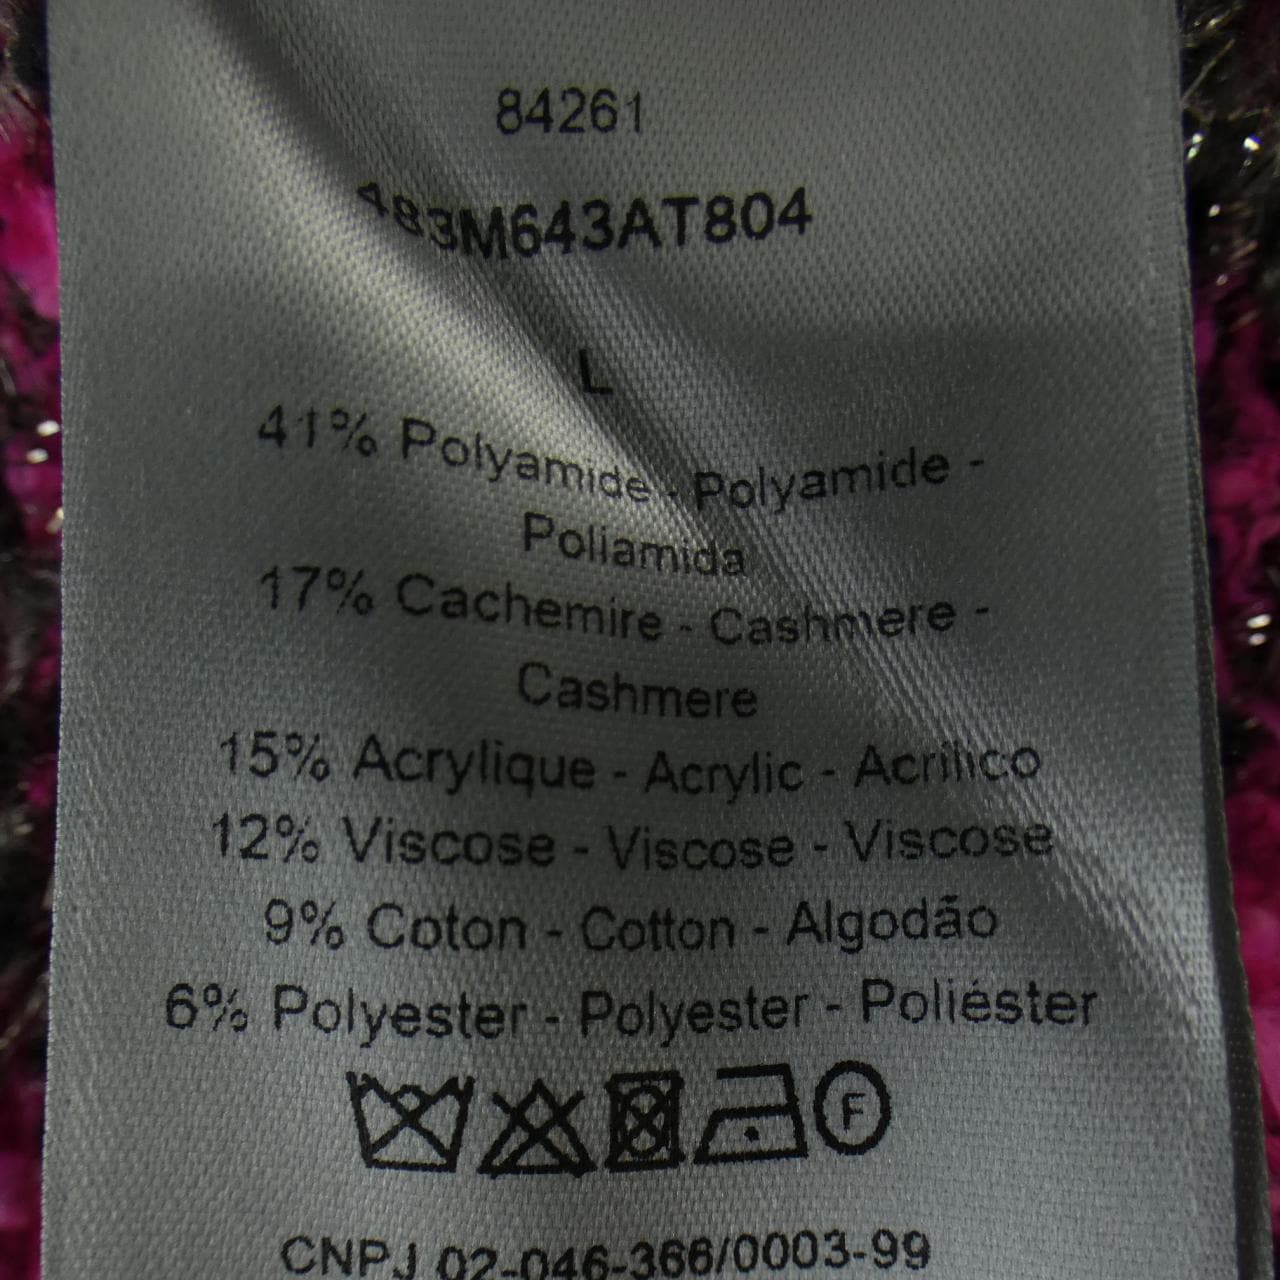 84261
483M643AT804
L
41% Polyamide - Polyamide -
Poliamida
17% Cachemire - Cashmere -
Cashmere
15% Acrylique - Acrylic - Acrílico
12% Viscose - Viscose - Viscose
9% Coton - Cotton - Algodão
6% Polyester - Polyester - Poliéster
F
CNPJ 02-046-366/0003-99